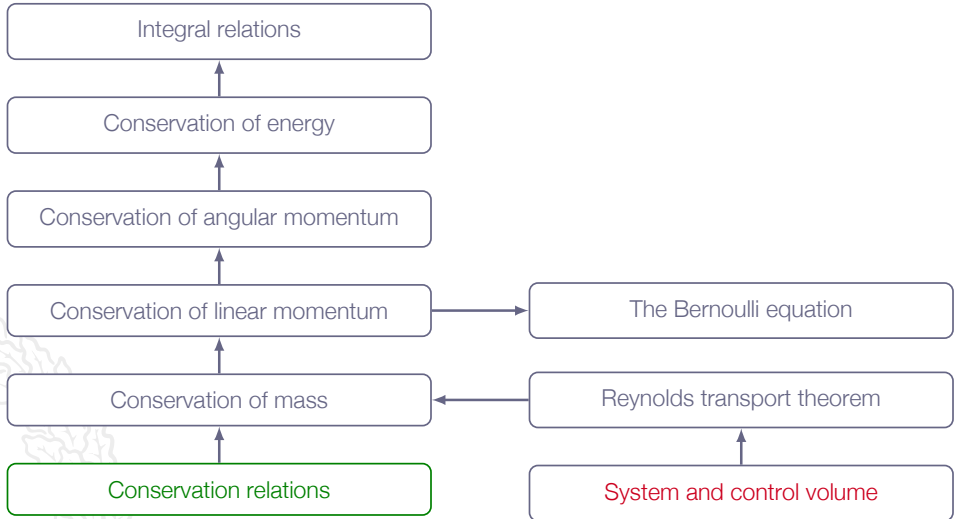 Integral relations
Conservation of energy
Conservation of angular momentum
Conservation of linear momentum
The Bernoulli equation
Conservation of mass
Reynolds transport theorem
Conservation relations
System and control volume